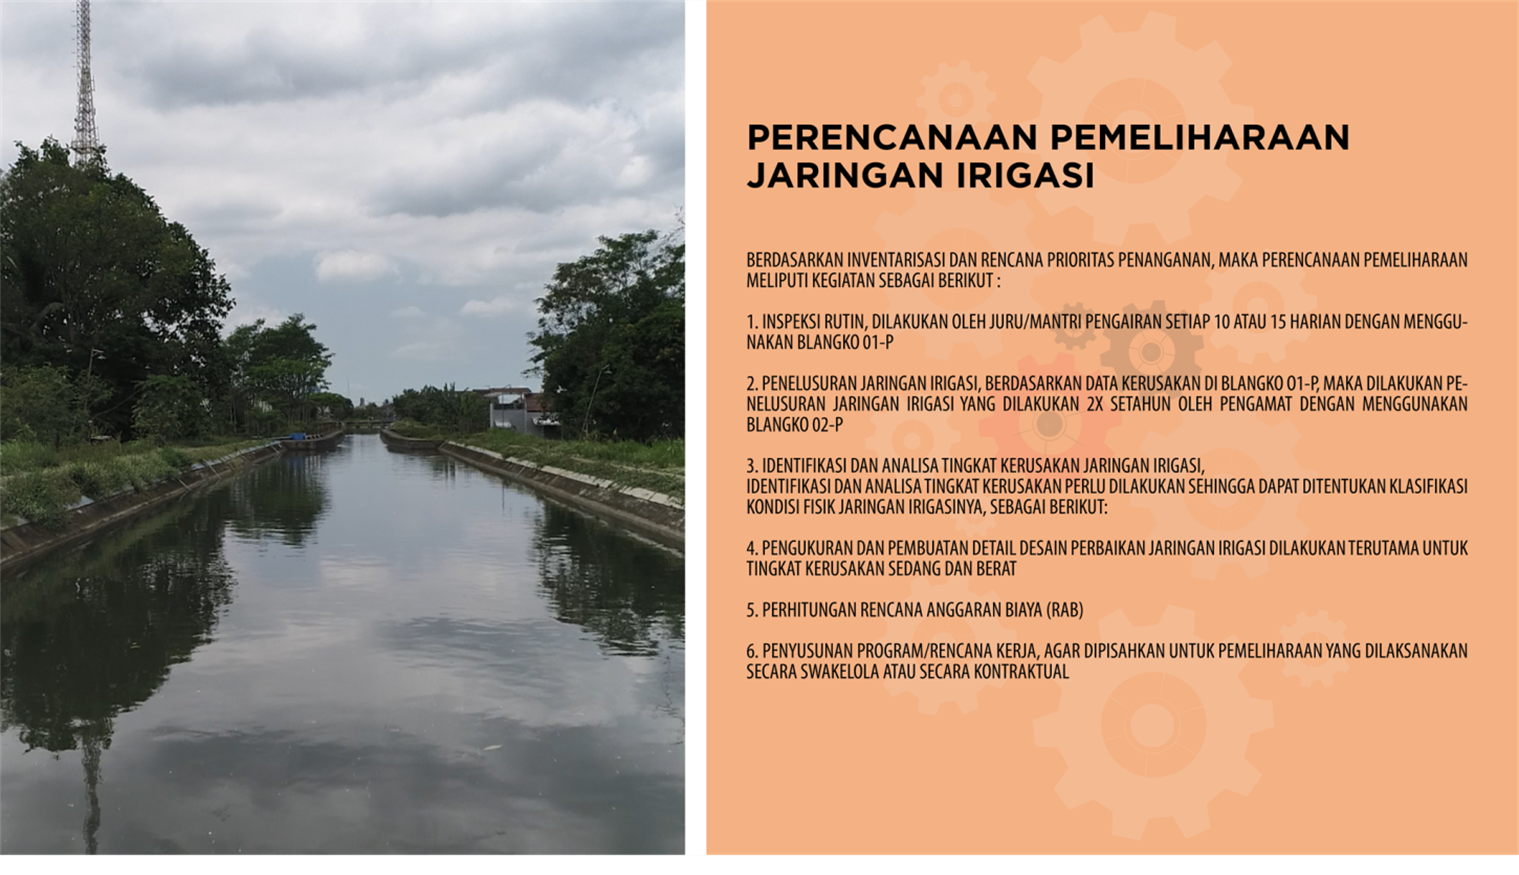 PERENCANAAN PEMELIHARAAN
JARINGAN IRIGASI
BERDASARKAN INVENTARISASI DAN RENCANA PRIORITAS PENANGANAN, MAKA PERENCANAAN PEMELIHARAAN
MELIPUTI KEGIATAN SEBAGAI BERIKUT :
1. INSPEKSI RUTIN, DILAKUKAN OLEH JURU/MANTRI PENGAIRAN SETIAP 10 ATAU 15 HARIAN DENGAN MENGGU-
NAKAN BLANGKO 01-P
2. PENELUSURAN JARINGAN IRIGASI, BERDASARKAN DATA KERUSAKAN DI BLANGKO 01-P, MAKA DILAKUKAN PE-
NELUSURAN JARINGAN IRIGASI YANG DILAKUKAN 2X SETAHUN OLEH PENGAMAT DENGAN MENGGUNAKAN
BLANGKO 02-P
3. IDENTIFIKASI DAN ANALISA TINGKAT KERUSAKAN JARINGAN IRIGASI,
IDENTIFIKASI DAN ANALISA TINGKAT KERUSAKAN PERLU DILAKUKAN SEHINGGA DAPAT DITENTUKAN KLASIFIKASI
KONDISI FISIK JARINGAN IRIGASINYA, SEBAGAI BERIKUT:
4. PENGUKURAN DAN PEMBUATAN DETAIL DESAIN PERBAIKAN JARINGAN IRIGASI DILAKUKAN TERUTAMA UNTUK
TINGKAT KERUSAKAN SEDANG DAN BERAT
5. PERHITUNGAN RENCANA ANGGARAN BIAYA (RAB)
6. PENYUSUNAN PROGRAM/RENCANA KERJA, AGAR DIPISAHKAN UNTUK PEMELIHARAAN YANG DILAKSANAKAN
SECARA SWAKELOLA ATAU SECARA KONTRAKTUAL